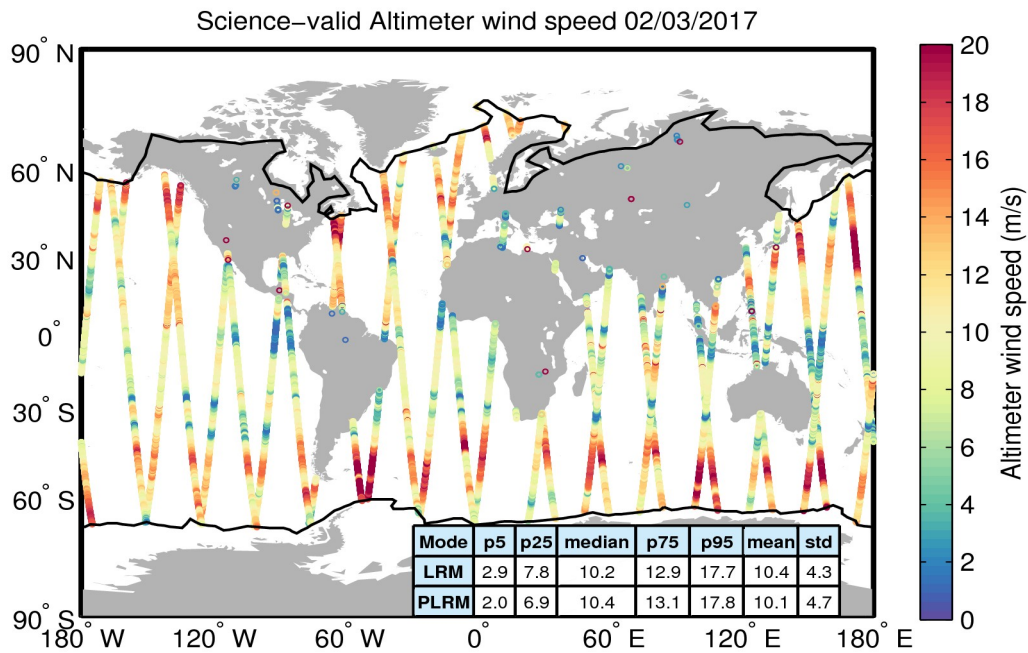 Science−valid Altimeter wind speed 02/03/2017
90° N
60° N
30° N
0°
30° S
60° S
90° S
180° W
120° W
60° W
0°
60° E
120° E
180° E
Mode p5 p25 median p75 p95 mean std
LRM 2.9 7.8 10.2 12.9 17.7 10.4 4.3
PLRM 2.0 6.9 10.4 13.1 17.8 10.1 4.7
20
18
16
14
12
10
8
6
4
2
0
Altimeter wind speed (m/s)